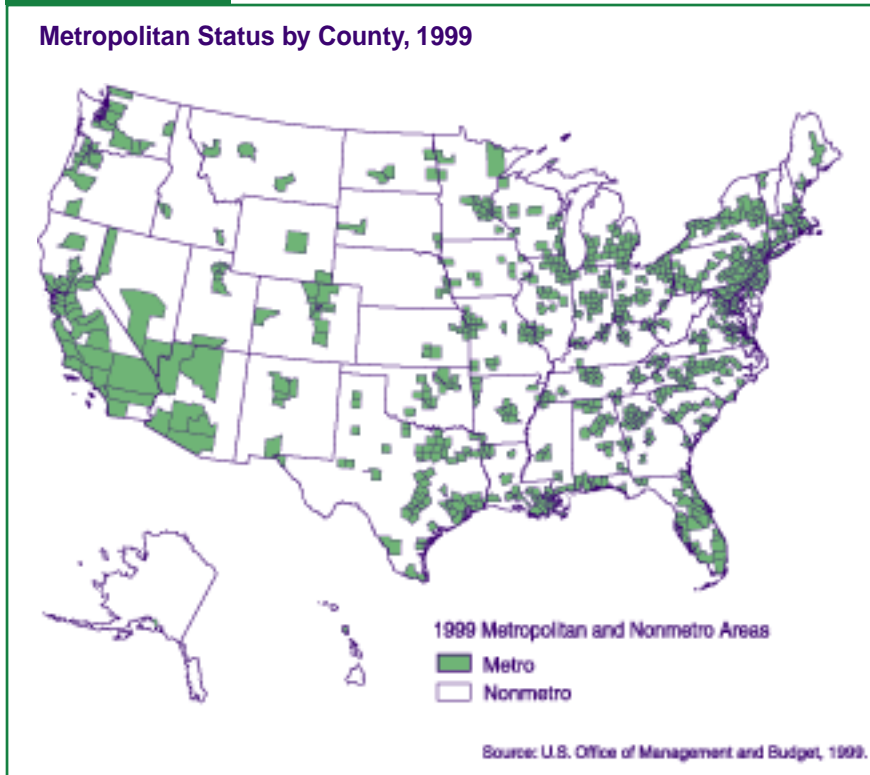 Metropolitan Status by County, 1999
1999 Metropolitan and Nonmetro Areas
Metro
Nonmetro
Source: U.S. Office of Management and Budget, 1999.